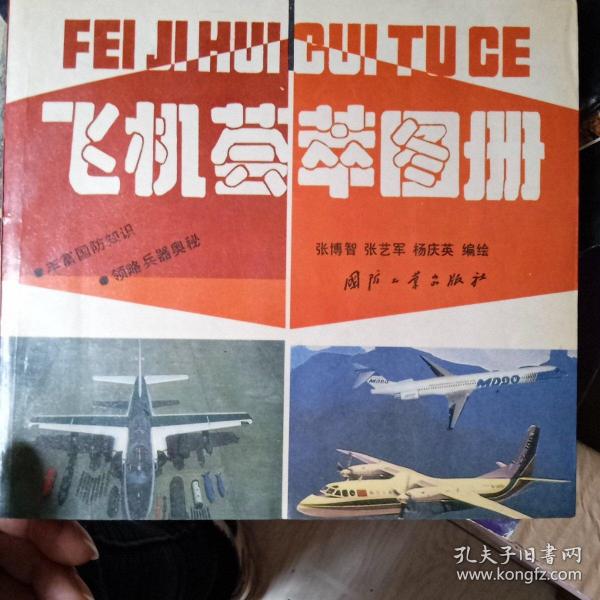 FEI JI HUI CUI TU CE
飞机荟萃图册
●丰富国防知识
●领略兵器奥秘
张博智 张艺军 杨庆英 编绘
国防工业出版社
MD90
MD90
孔夫子旧书网
www.kongfz.com